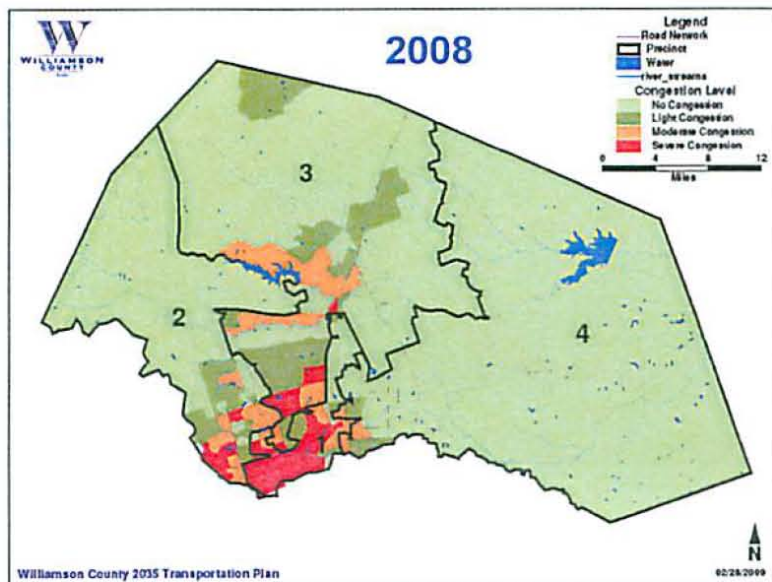 W
WILLIAMSON
COUNTY
2008
Legend
Road Network
Precinct
Water
river_streams
Congestion Level
No Congestion
Light Congestion
Moderate Congestion
Severe Congestion
0 4 8 12
Miles
3
2
4
N
Williamson County 2035 Transportation Plan
02/28/2009